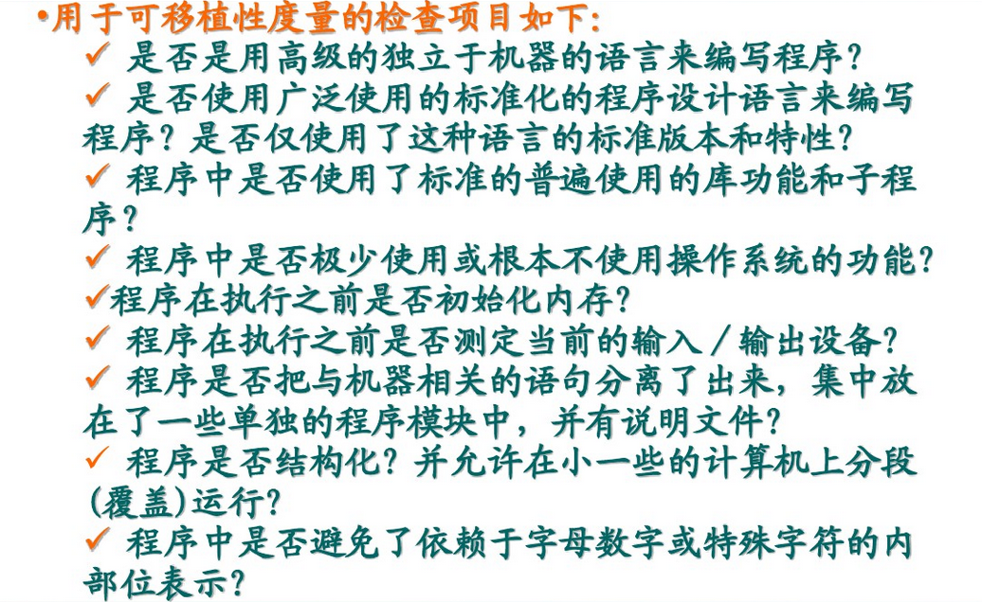 •用于可移植性度量的检查项目如下:
✓ 是否是用高级的独立于机器的语言来编写程序?
✓ 是否使用广泛使用的标准化的程序设计语言来编写
程序?是否仅使用了这种语言的标准版本和特性?
✓ 程序中是否使用了标准的普遍使用的库功能和子程
序?
✓ 程序中是否极少使用或根本不使用操作系统的功能?
✓程序在执行之前是否初始化内存?
✓ 程序在执行之前是否测定当前的输入/输出设备?
✓ 程序是否把与机器相关的语句分离了出来,集中放
在了一些单独的程序模块中,并有说明文件?
✓ 程序是否结构化?并允许在小一些的计算机上分段
(覆盖)运行?
✓ 程序中是否避免了依赖于字母数字或特殊字符的内
部位表示?